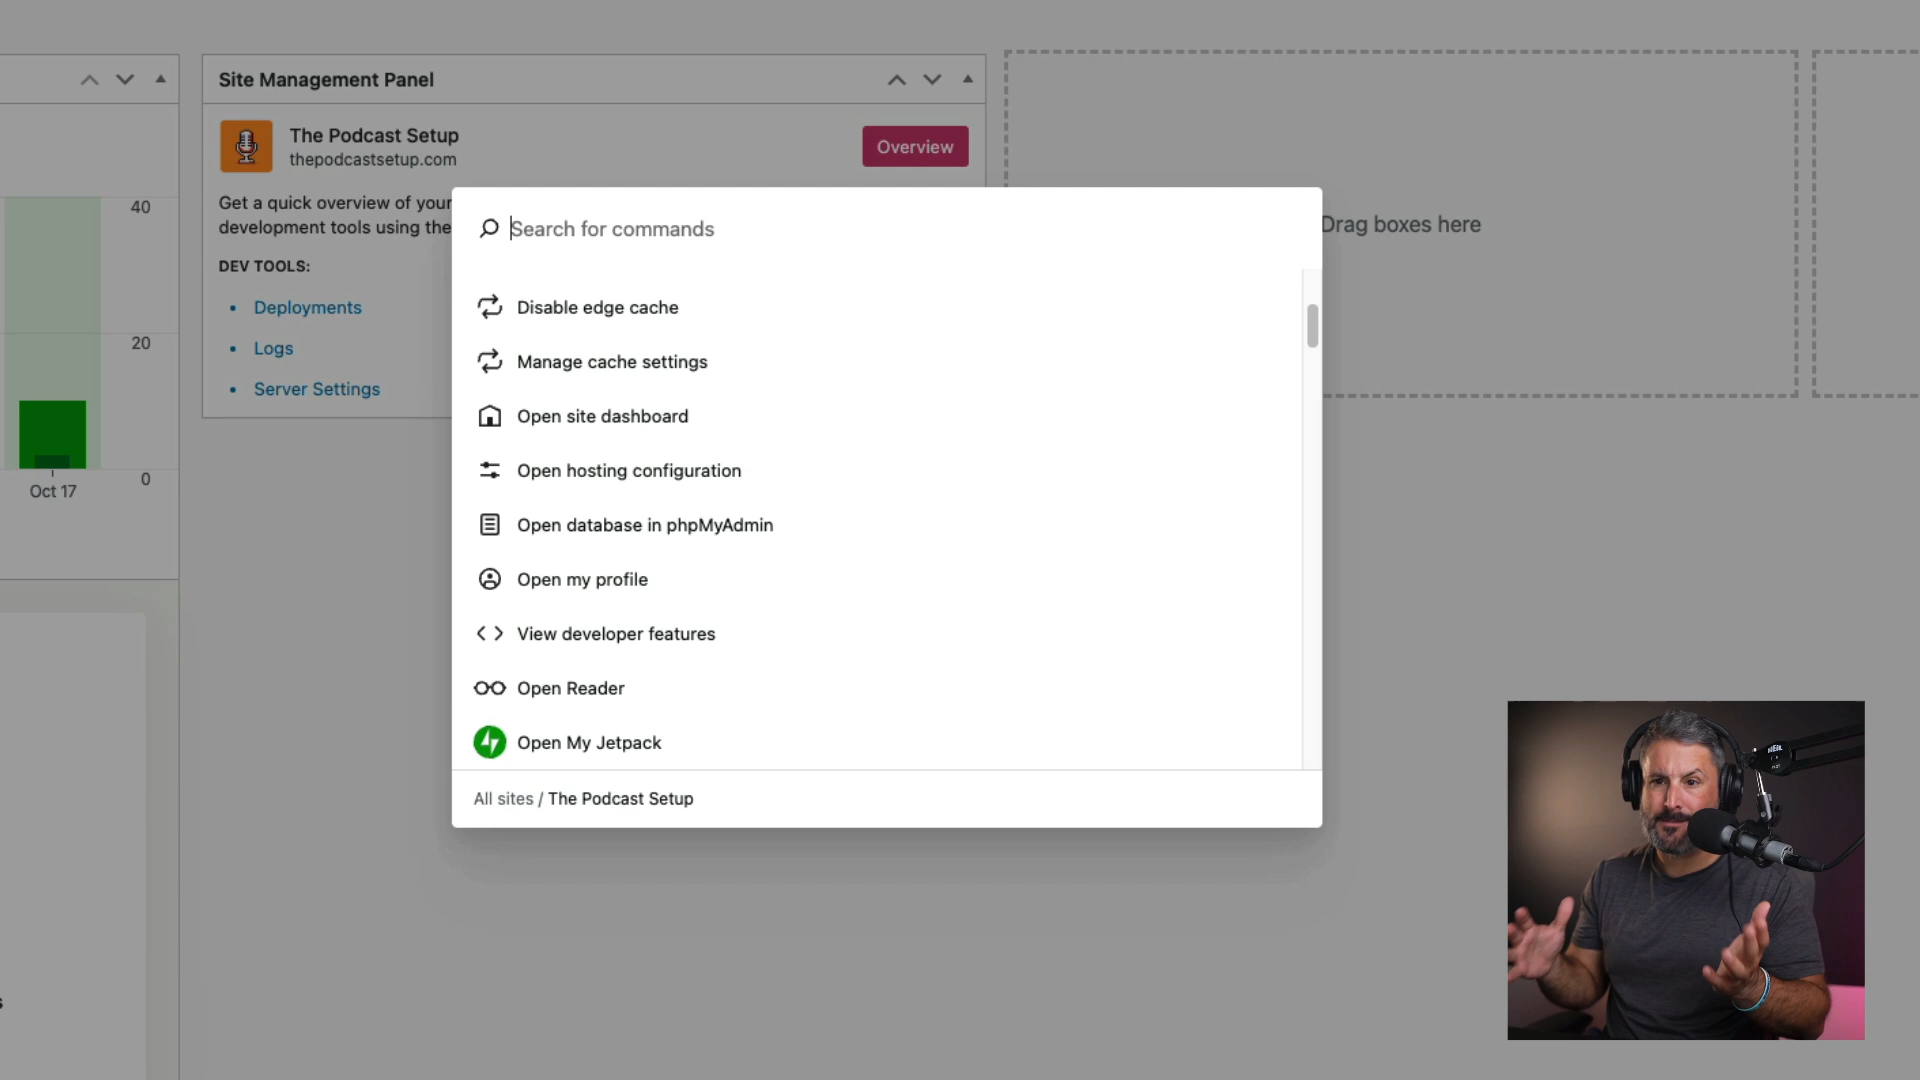 Site Management Panel
The Podcast Setup
thepodcastsetup.com
Overview
Get a quick overview of your
development tools using the
DEV TOOLS:
Deployments
Logs
Server Settings
40
20
0
Oct 17
Drag boxes here
Search for commands
Disable edge cache
Manage cache settings
Open site dashboard
Open hosting configuration
Open database in phpMyAdmin
Open my profile
View developer features
Open Reader
Open My Jetpack
All sites / The Podcast Setup